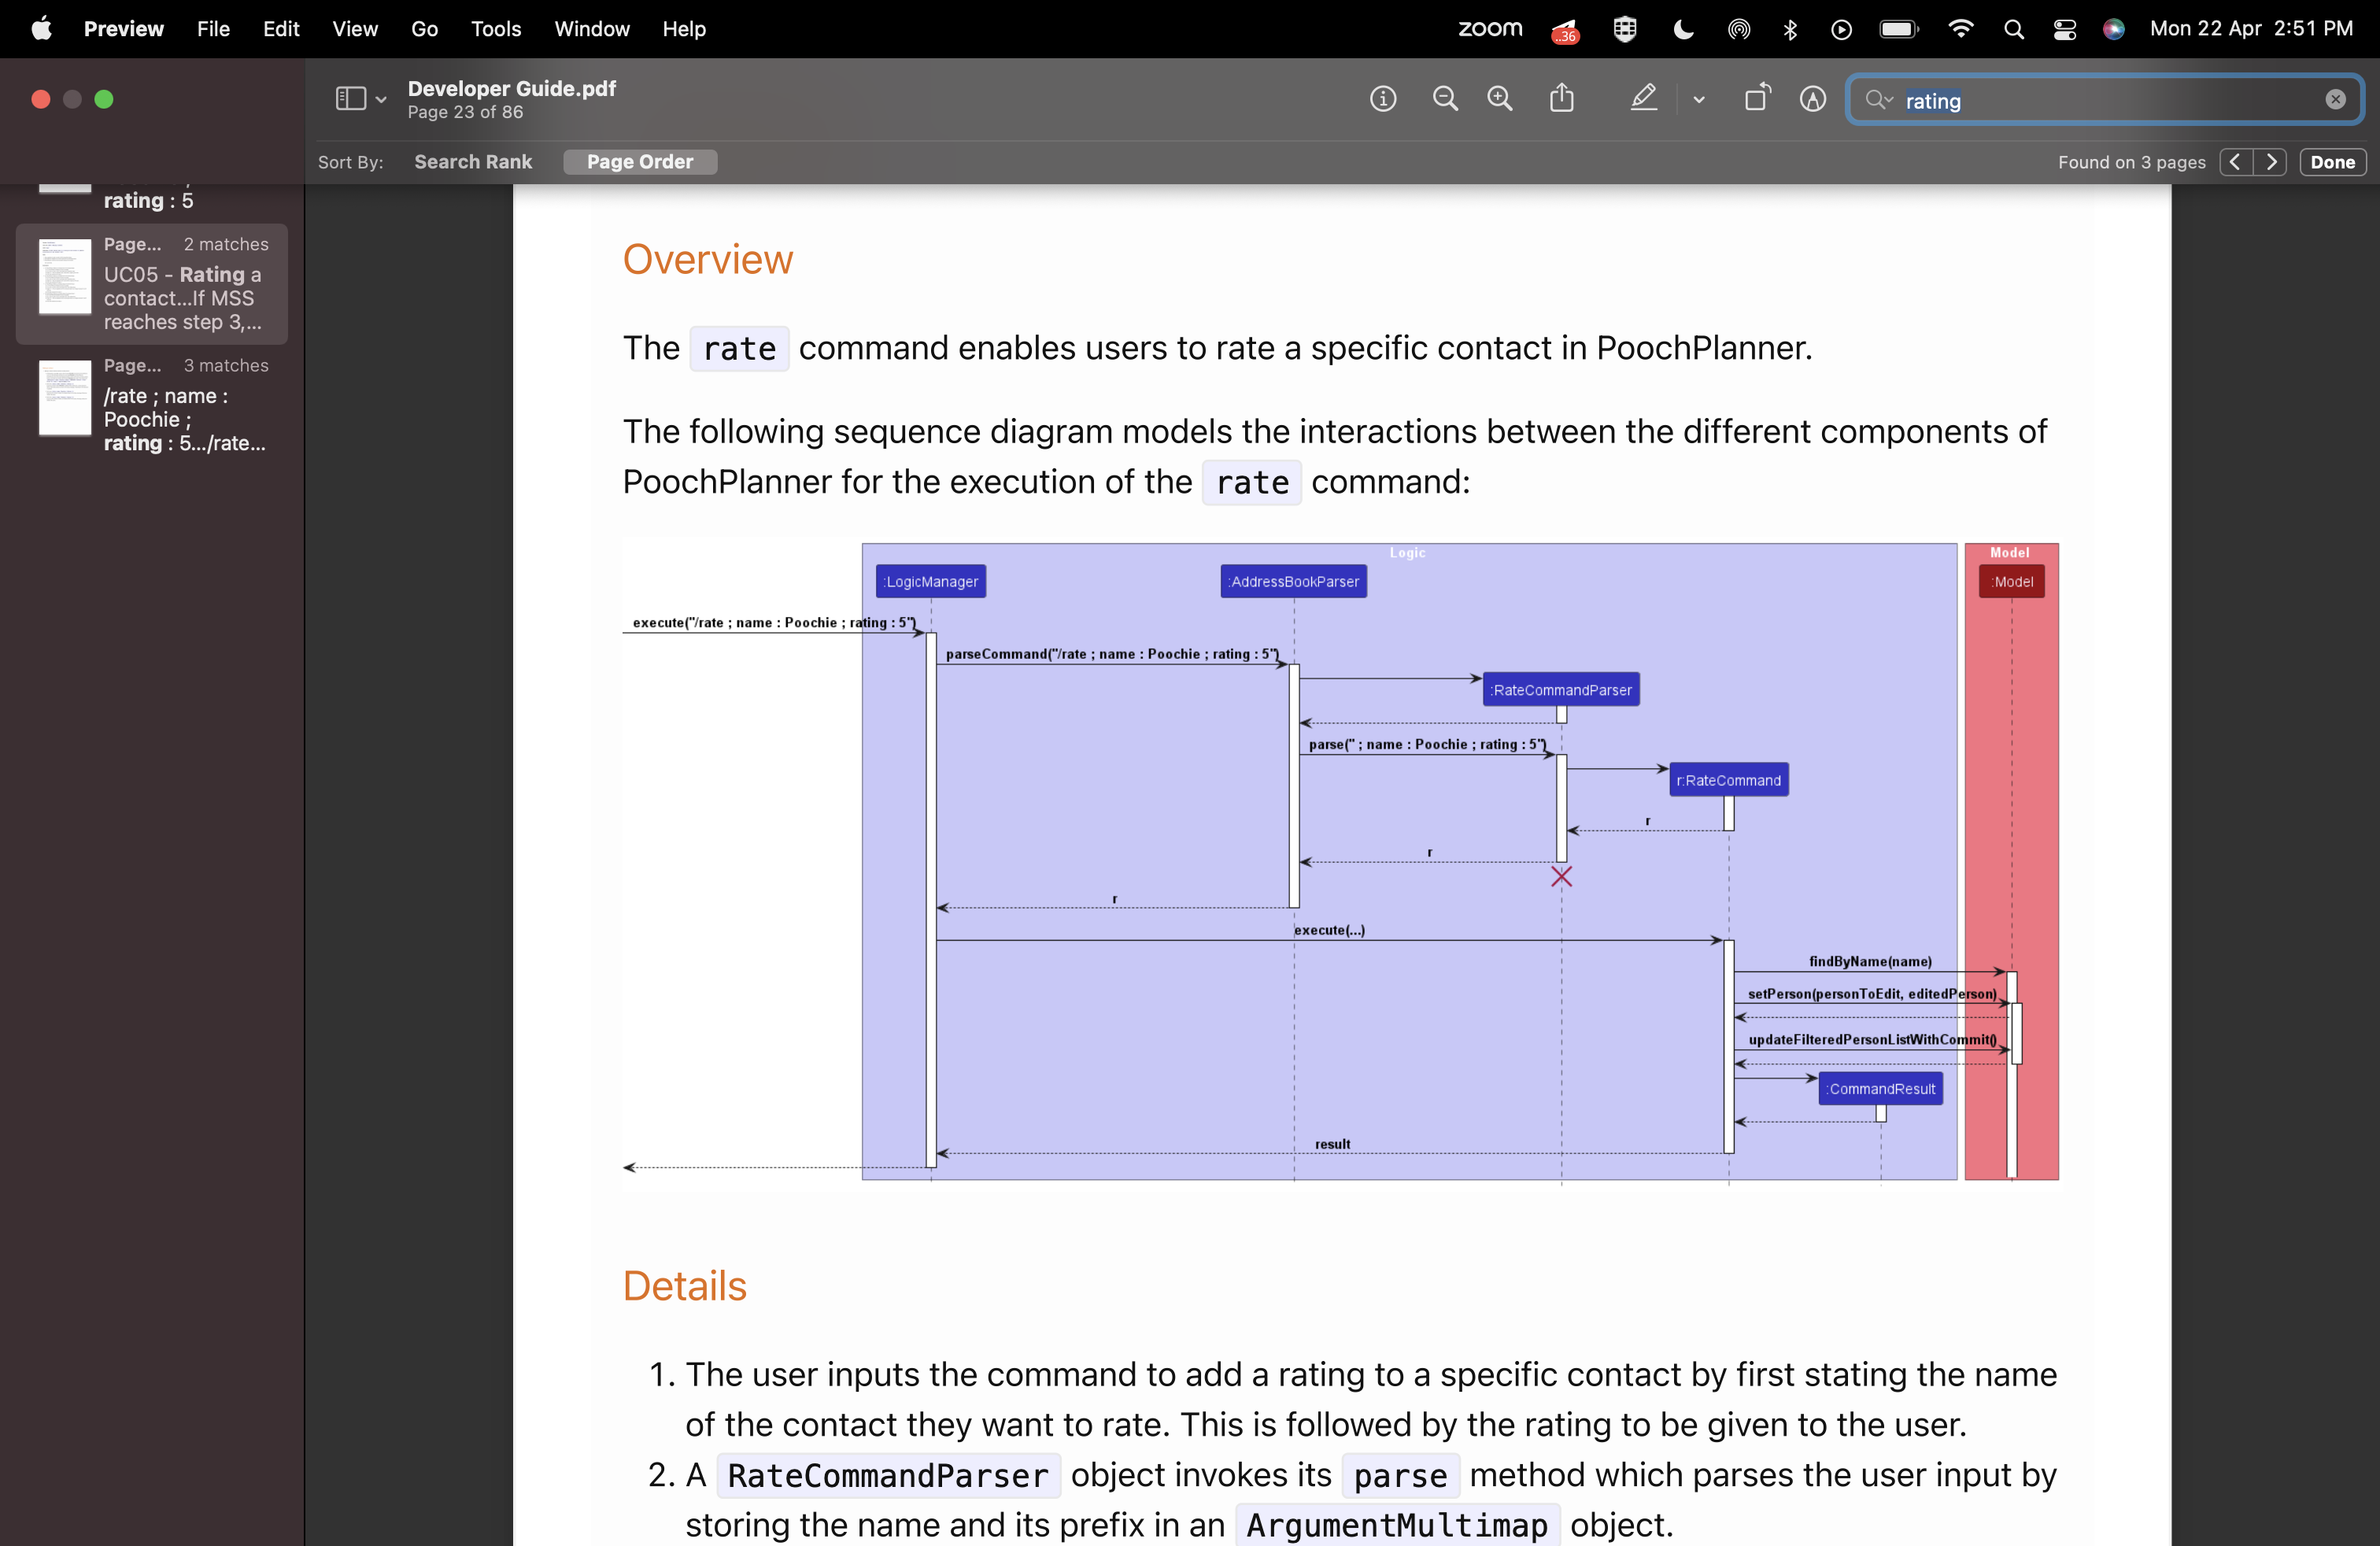 Preview File Edit View Go Tools Window Help
zoom
..36
Mon 22 Apr 2:51 PM
Developer Guide.pdf
Page 23 of 86
rating
Sort By: Search Rank Page Order
Found on 3 pages
Done
rating : 5
Page... 2 matches
UC05 - Rating a
contact...If MSS
reaches step 3,...
Page... 3 matches
/rate ; name :
Poochie ;
rating : 5.../rate...
Overview
The rate command enables users to rate a specific contact in PoochPlanner.
The following sequence diagram models the interactions between the different components of
PoochPlanner for the execution of the rate command:
Logic
Model
:LogicManager
:AddressBookParser
:Model
execute("/rate ; name : Poochie ; rating : 5")
parseCommand("/rate ; name : Poochie ; rating : 5")
:RateCommandParser
parse(" ; name : Poochie ; rating : 5")
r:RateCommand
r
r
r
execute(...)
findByName(name)
setPerson(personToEdit, editedPerson)
updateFilteredPersonListWithCommit()
:CommandResult
result
Details
1. The user inputs the command to add a rating to a specific contact by first stating the name
of the contact they want to rate. This is followed by the rating to be given to the user.
2. A RateCommandParser object invokes its parse method which parses the user input by
storing the name and its prefix in an ArgumentMultimap object.